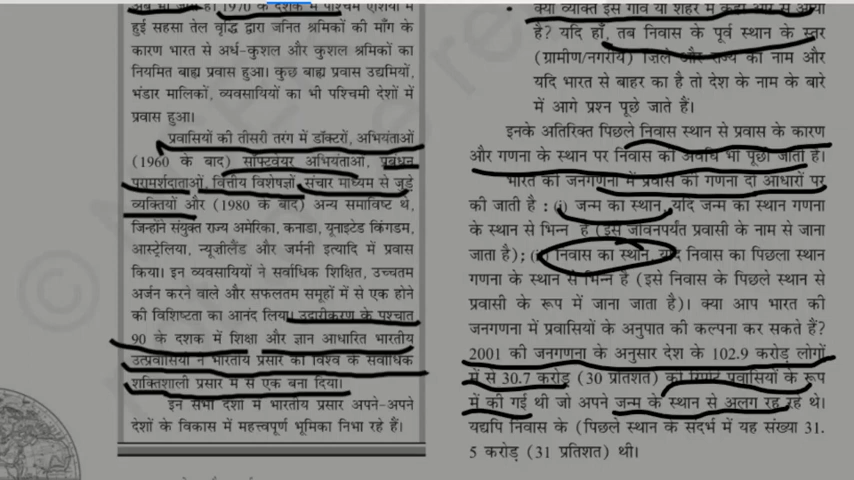 अब भी जारी है। 1970 के दशक में पश्चिम एशिया में
हुई सहसा तेल वृद्धि द्वारा जनित श्रमिकों की माँग के
कारण भारत से अर्ध-कुशल और कुशल श्रमिकों का
नियमित बाह्य प्रवास हुआ। कुछ बाह्य प्रवास उद्यमियों,
भंडार मालिकों, व्यवसायियों का भी पश्चिमी देशों में
प्रवास हुआ।
प्रवासियों की तीसरी तरंग में डॉक्टरों, अभियंताओं
(1960 के बाद) सॉफ्टवेयर अभियंताओं, प्रबंधन
परामर्शदाताओं, वित्तीय विशेषज्ञों, संचार माध्यम से जुड़े
व्यक्तियों और (1980 के बाद) अन्य समाविष्ट थे,
जिन्होंने संयुक्त राज्य अमेरिका, कनाडा, यूनाइटेड किंगडम,
आस्ट्रेलिया, न्यूजीलैंड और जर्मनी इत्यादि में प्रवास
किया। इन व्यवसायियों ने सर्वाधिक शिक्षित, उच्चतम
अर्जन करने वाले और सफलतम समूहों में से एक होने
की विशिष्टता का आनंद लिया। उदारीकरण के पश्चात
90 के दशक में शिक्षा और ज्ञान आधारित भारतीय
उत्प्रवासियों ने भारतीय प्रसार को विश्व के सर्वाधिक
शक्तिशाली प्रसार में से एक बना दिया।
इन सभी देशों में भारतीय प्रसार अपने-अपने
देशों के विकास में महत्त्वपूर्ण भूमिका निभा रहे हैं।
• क्या व्यक्ति इस गाँव या शहर में कहीं और से आया
है? यदि हाँ, तब निवास के पूर्व स्थान के स्तर
(ग्रामीण/नगरीय) ज़िले और राज्य का नाम और
यदि भारत से बाहर का है तो देश के नाम के बारे
में आगे प्रश्न पूछे जाते हैं।
इनके अतिरिक्त पिछले निवास स्थान से प्रवास के कारण
और गणना के स्थान पर निवास की अवधि भी पूछी जाती है।
भारत की जनगणना में प्रवास की गणना दो आधारों पर
की जाती है : (i) जन्म का स्थान, यदि जन्म का स्थान गणना
के स्थान से भिन्न है (इसे जीवनपर्यंत प्रवासी के नाम से जाना
जाता है); (ii) निवास का स्थान, यदि निवास का पिछला स्थान
गणना के स्थान से भिन्न है (इसे निवास के पिछले स्थान से
प्रवासी के रूप में जाना जाता है)। क्या आप भारत की
जनगणना में प्रवासियों के अनुपात की कल्पना कर सकते हैं?
2001 की जनगणना के अनुसार देश के 102.9 करोड़ लोगों
में से 30.7 करोड़ (30 प्रतिशत) की रिपोर्ट प्रवासियों के रूप
में की गई थी जो अपने जन्म के स्थान से अलग रह रहे थे।
यद्यपि निवास के (पिछले स्थान के संदर्भ में यह संख्या 31.
5 करोड़ (31 प्रतिशत) थी।